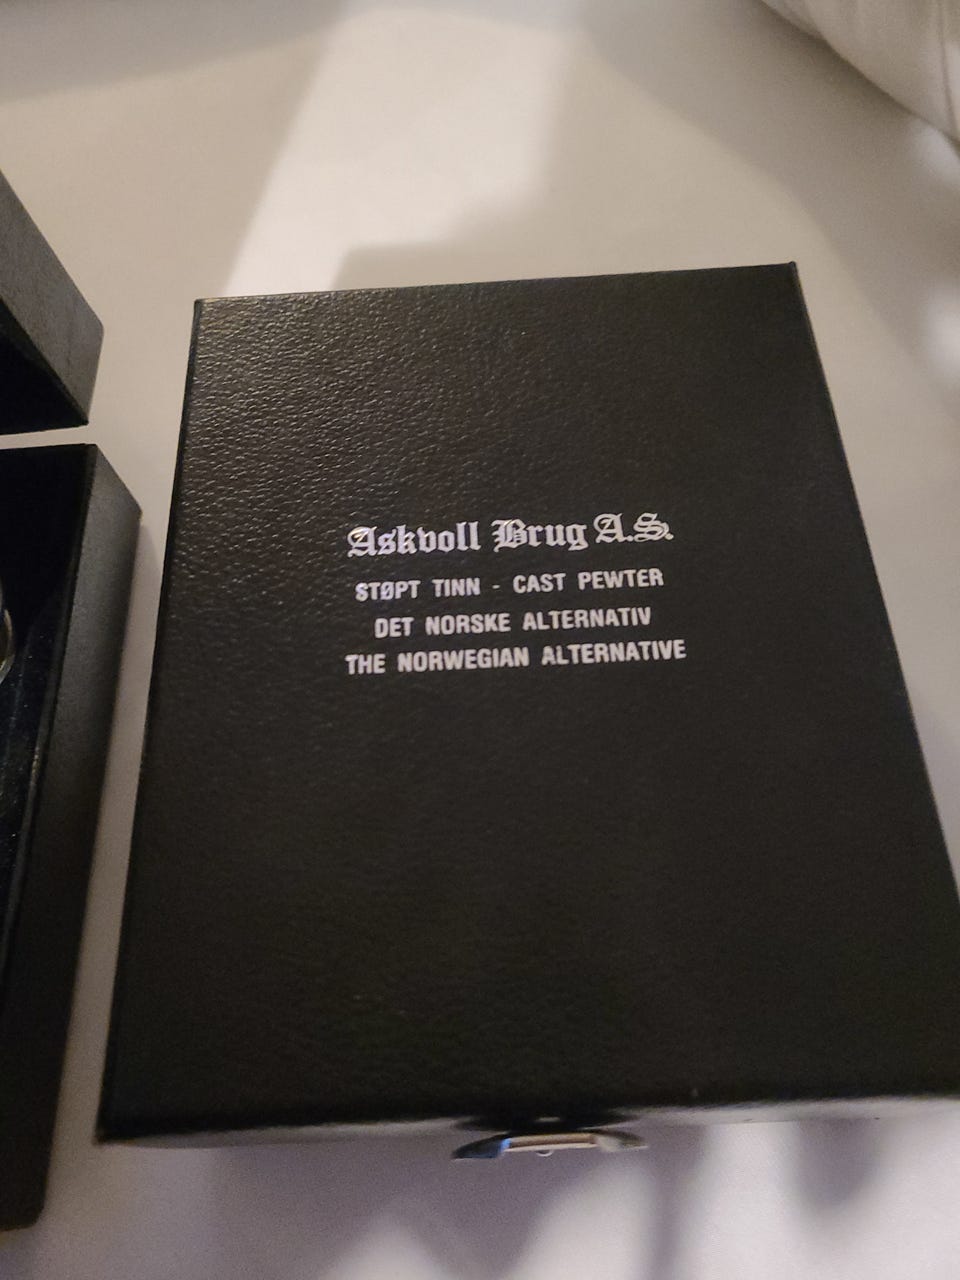 Askvoll Brug A.S.
STØPT TINN - CAST PEWTER
DET NORSKE ALTERNATIV
THE NORWEGIAN ALTERNATIVE